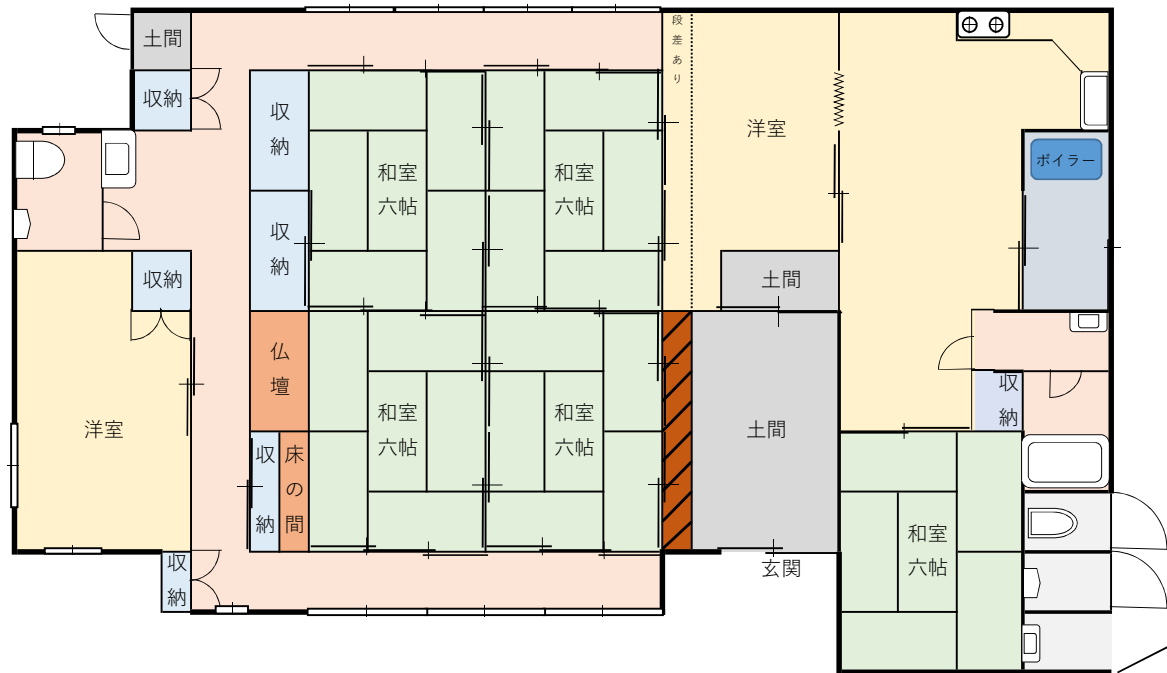 土間
段差あり
収納
収納
洋室
ボイラー
和室
六帖
和室
六帖
収納
収納
土間
仏壇
収納
和室
六帖
和室
六帖
洋室
土間
収納
床の間
和室
六帖
収納
玄関